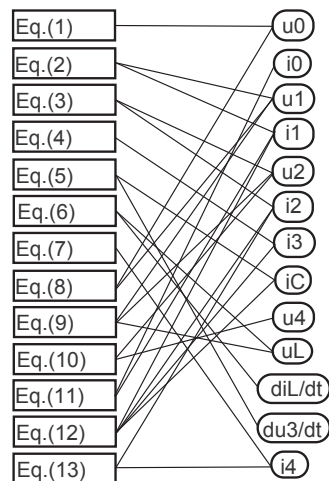 Eq.(1)
Eq.(2)
Eq.(3)
Eq.(4)
Eq.(5)
Eq.(6)
Eq.(7)
Eq.(8)
Eq.(9)
Eq.(10)
Eq.(11)
Eq.(12)
Eq.(13)
u0
i0
u1
i1
u2
i2
i3
iC
u4
uL
diL/dt
du3/dt
i4